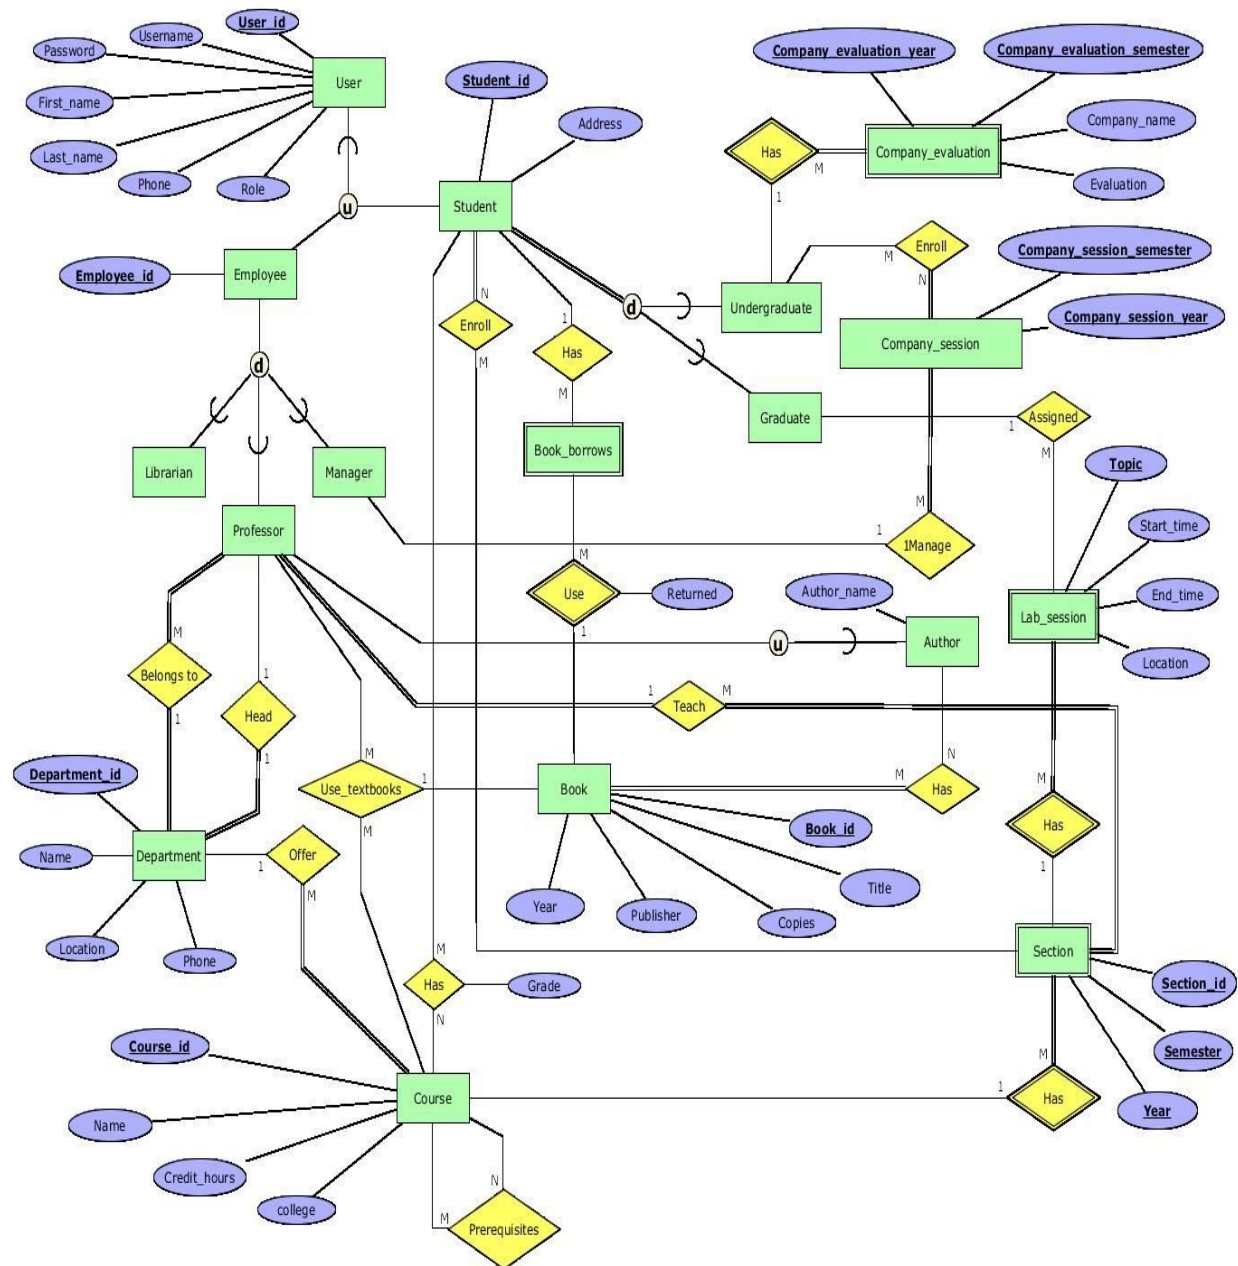 User_id
Username
Password
User
First_name
Last_name
Phone
Role
Student_id
Address
Student
u
Employee_id
Employee
d
Librarian
Manager
Professor
Company_evaluation_year
Company_evaluation_semester
Company_name
Company_evaluation
Evaluation
Has
M
1
Enroll
M
N
Company_session_semester
Company_session_year
Company_session
Undergraduate
d
Graduate
N
Enroll
M
1
Has
M
Book_borrows
Assigned
1
M
Topic
Start_time
End_time
Location
Lab_session
M
1
1Manage
M
Use
1
Returned
Author_name
Author
u
M
Belongs to
1
1
Head
1
1
Teach
M
Department_id
Name
Department
Location
Phone
M
Use_textbooks
1
M
Book
Book_id
Title
Copies
Publisher
Year
N
M
Has
M
Has
1
1
Offer
M
M
Has
N
Grade
Section
Section_id
Semester
Year
M
1
Has
Course_id
Course
Name
Credit_hours
college
N
M
Prerequisites